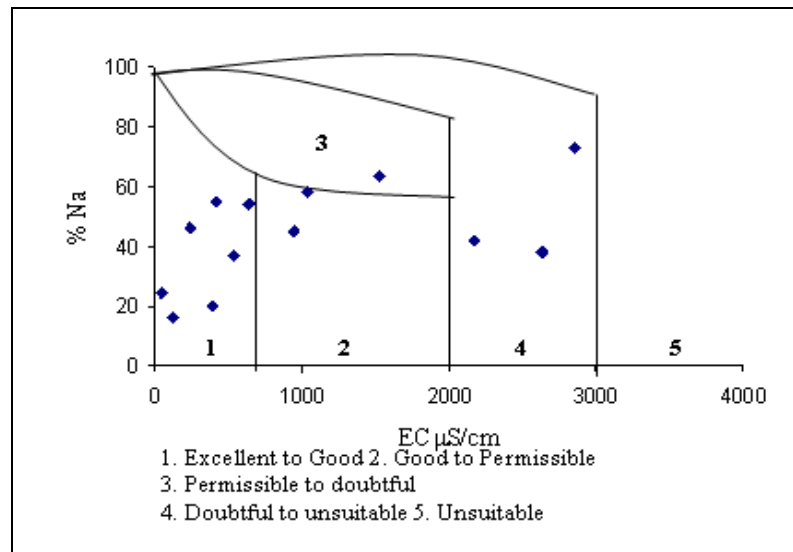 100
80
60
40
20
0
% Na
3
1 2 4 5
0 1000 2000 3000 4000
EC µS/cm
1. Excellent to Good 2. Good to Permissible
3. Permissible to doubtful
4. Doubtful to unsuitable 5. Unsuitable